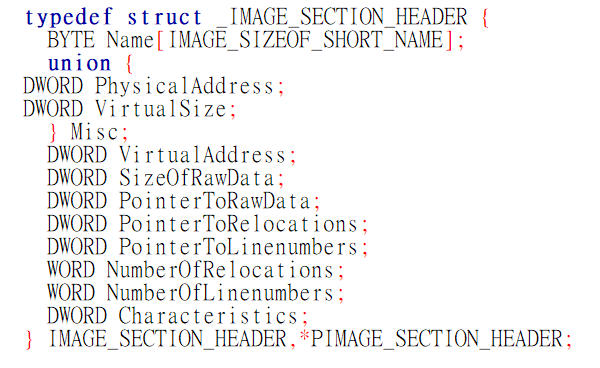 typedef struct _IMAGE_SECTION_HEADER {
BYTE Name[IMAGE_SIZEOF_SHORT_NAME];
union {
DWORD PhysicalAddress;
DWORD VirtualSize;
} Misc;
DWORD VirtualAddress;
DWORD SizeOfRawData;
DWORD PointerToRawData;
DWORD PointerToRelocations;
DWORD PointerToLinenumbers;
WORD NumberOfRelocations;
WORD NumberOfLinenumbers;
DWORD Characteristics;
} IMAGE_SECTION_HEADER,*PIMAGE_SECTION_HEADER;